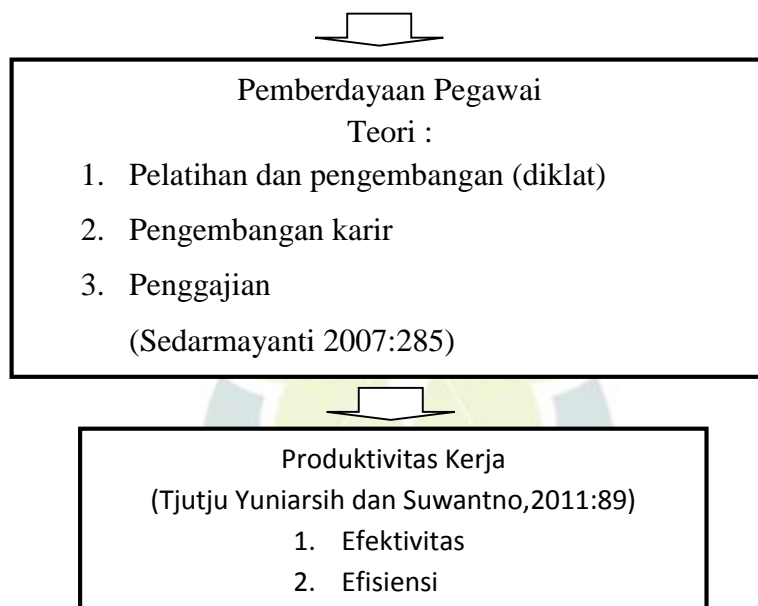 Pemberdayaan Pegawai
Teori :
1. Pelatihan dan pengembangan (diklat)
2. Pengembangan karir
3. Penggajian
(Sedarmayanti 2007:285)
Produktivitas Kerja
(Tjutju Yuniarsih dan Suwantno,2011:89)
1. Efektivitas
2. Efisiensi